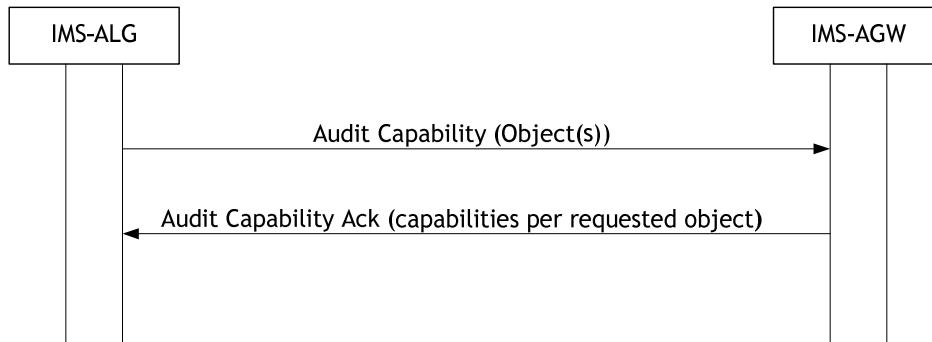 IMS-ALG
IMS-AGW
Audit Capability (Object(s))
Audit Capability Ack (capabilities per requested object)